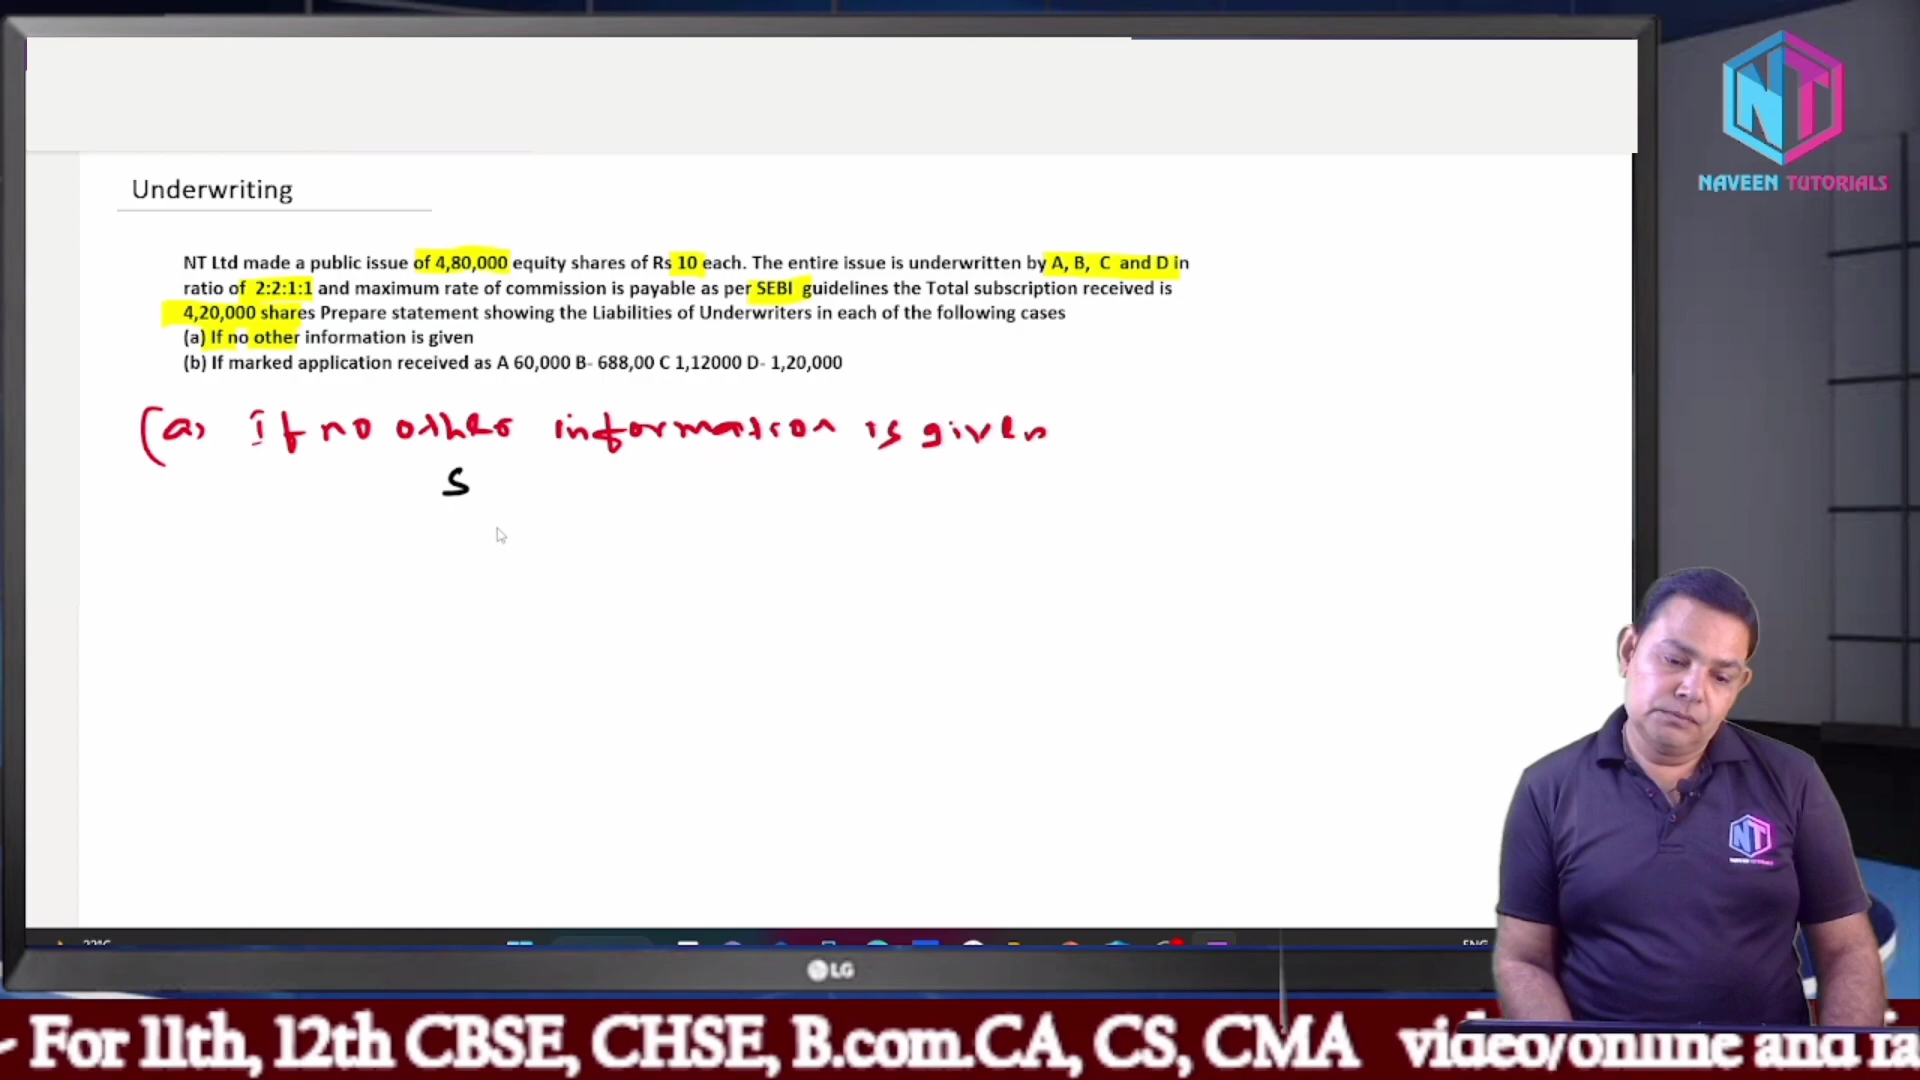 NT
NAVEEN TUTORIALS
Underwriting
NT Ltd made a public issue of 4,80,000 equity shares of Rs 10 each. The entire issue is underwritten by A, B, C and D in
ratio of 2:2:1:1 and maximum rate of commission is payable as per SEBI guidelines the Total subscription received is
4,20,000 shares Prepare statement showing the Liabilities of Underwriters in each of the following cases
(a) If no other information is given
(b) If marked application received as A 60,000 B- 688,00 C 1,12000 D- 1,20,000
(a) If no other information is given
S
NT
LG
For 11th, 12th CBSE, CHSE, B.com.CA, CS, CMA video/online and fa